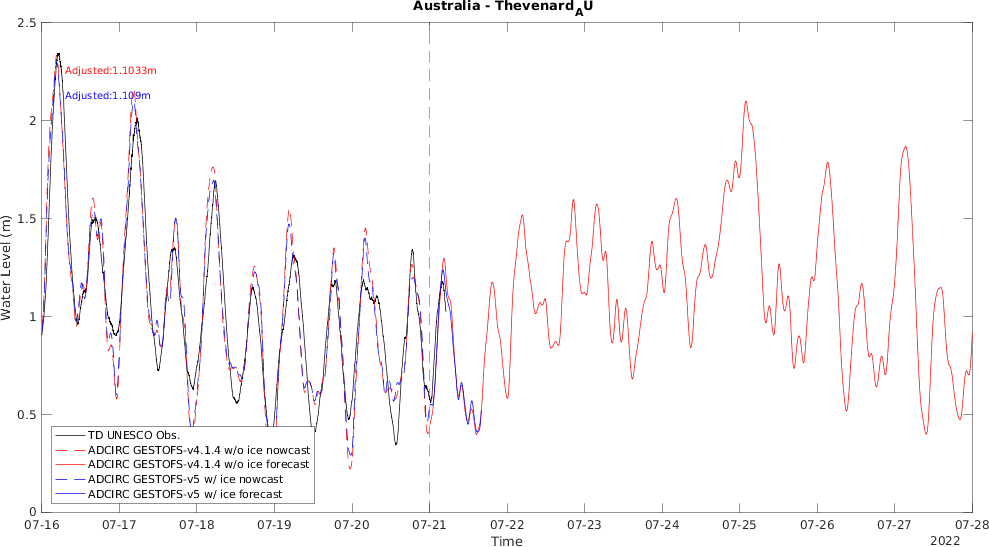 Australia - Thevenard_AU
2.5
Adjusted:1.1033m
Adjusted:1.109m
2
1.5
Water Level (m)
1
0.5
TD UNESCO Obs.
ADCIRC GESTOFS-v4.1.4 w/o ice nowcast
ADCIRC GESTOFS-v4.1.4 w/o ice forecast
ADCIRC GESTOFS-v5 w/ ice nowcast
ADCIRC GESTOFS-v5 w/ ice forecast
0
07-16 07-17 07-18 07-19 07-20 07-21 07-22 07-23 07-24 07-25 07-26 07-27 07-28
Time
2022